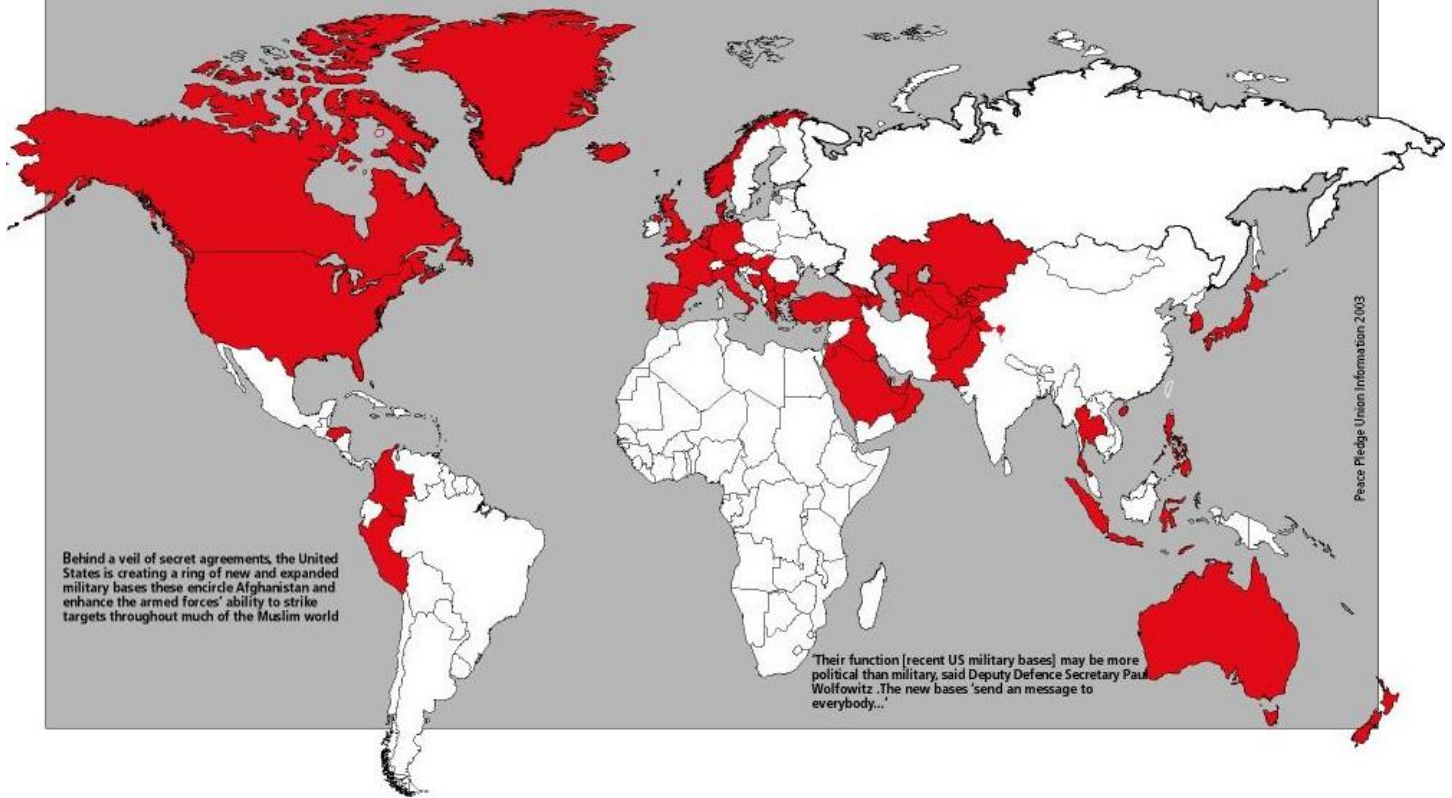 Behind a veil of secret agreements, the United
States is creating a ring of new and expanded
military bases these encircle Afghanistan and
enhance the armed forces' ability to strike
targets throughout much of the Muslim world
'Their function [recent US military bases] may be more
political than military, said Deputy Defence Secretary Paul
Wolfowitz .The new bases 'send an message to
everybody...'
Peace Pledge Union Information 2003